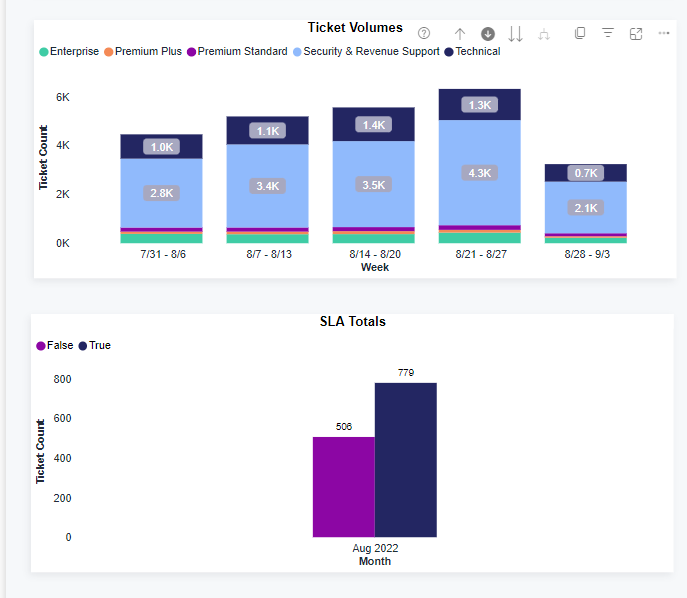 Ticket Volumes
Enterprise Premium Plus Premium Standard Security & Revenue Support Technical
Ticket Count
6K
4K
2K
0K
1.0K
2.8K
1.1K
3.4K
1.4K
3.5K
1.3K
4.3K
0.7K
2.1K
7/31 - 8/6 8/7 - 8/13 8/14 - 8/20 8/21 - 8/27 8/28 - 9/3
Week
SLA Totals
False True
Ticket Count
800
600
400
200
0
506
779
Aug 2022
Month